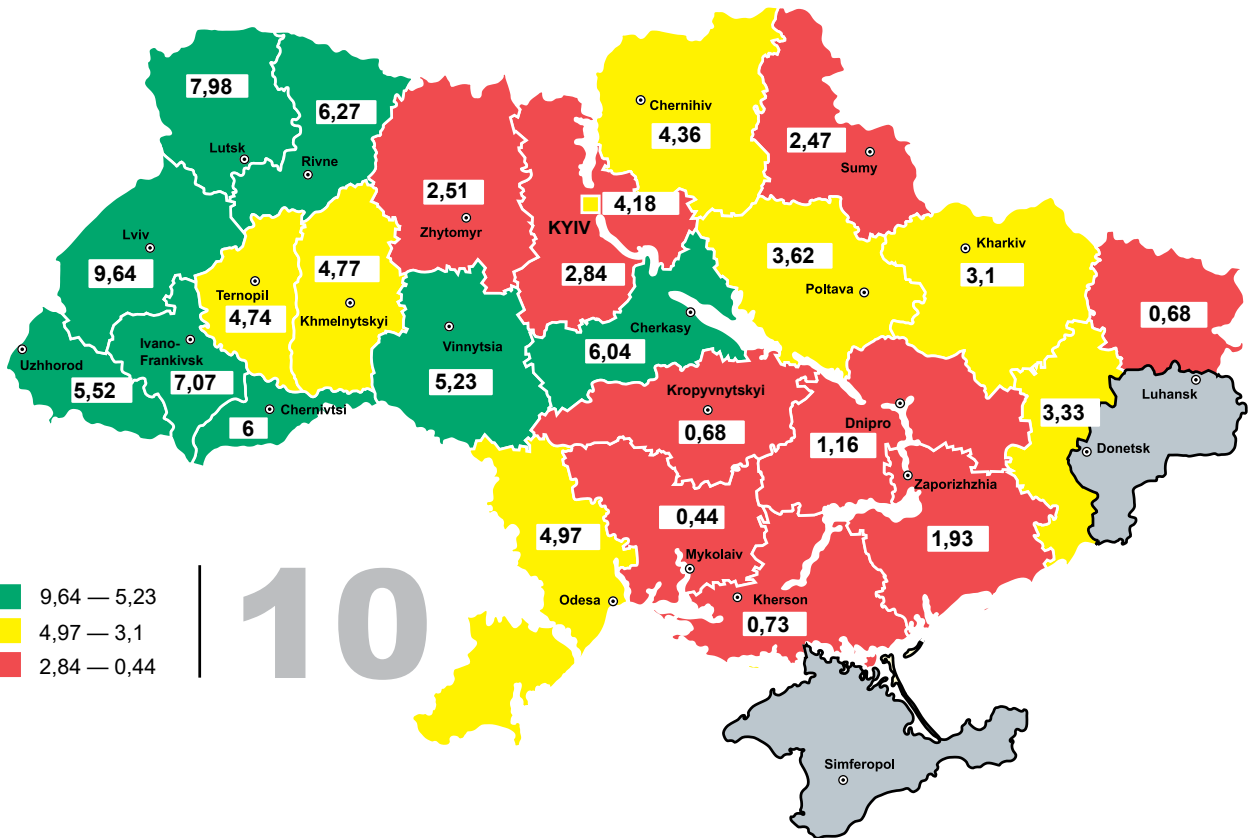 7,98
Lutsk
6,27
Rivne
2,51
Zhytomyr
KYIV
4,18
2,84
Chernihiv
4,36
2,47
Sumy
Lviv
9,64
Ternopil
4,74
4,77
Khmelnytskyi
3,62
Poltava
Kharkiv
3,1
0,68
Luhansk
Uzhhorod
5,52
Ivano-
Frankivsk
7,07
Chernivtsi
6
Vinnytsia
5,23
Cherkasy
6,04
Kropyvnytskyi
0,68
Dnipro
1,16
3,33
Donetsk
Zaporizhzhia
1,93
4,97
Odesa
0,44
Mykolaiv
Kherson
0,73
Simferopol
9,64 — 5,23
4,97 — 3,1
2,84 — 0,44
10